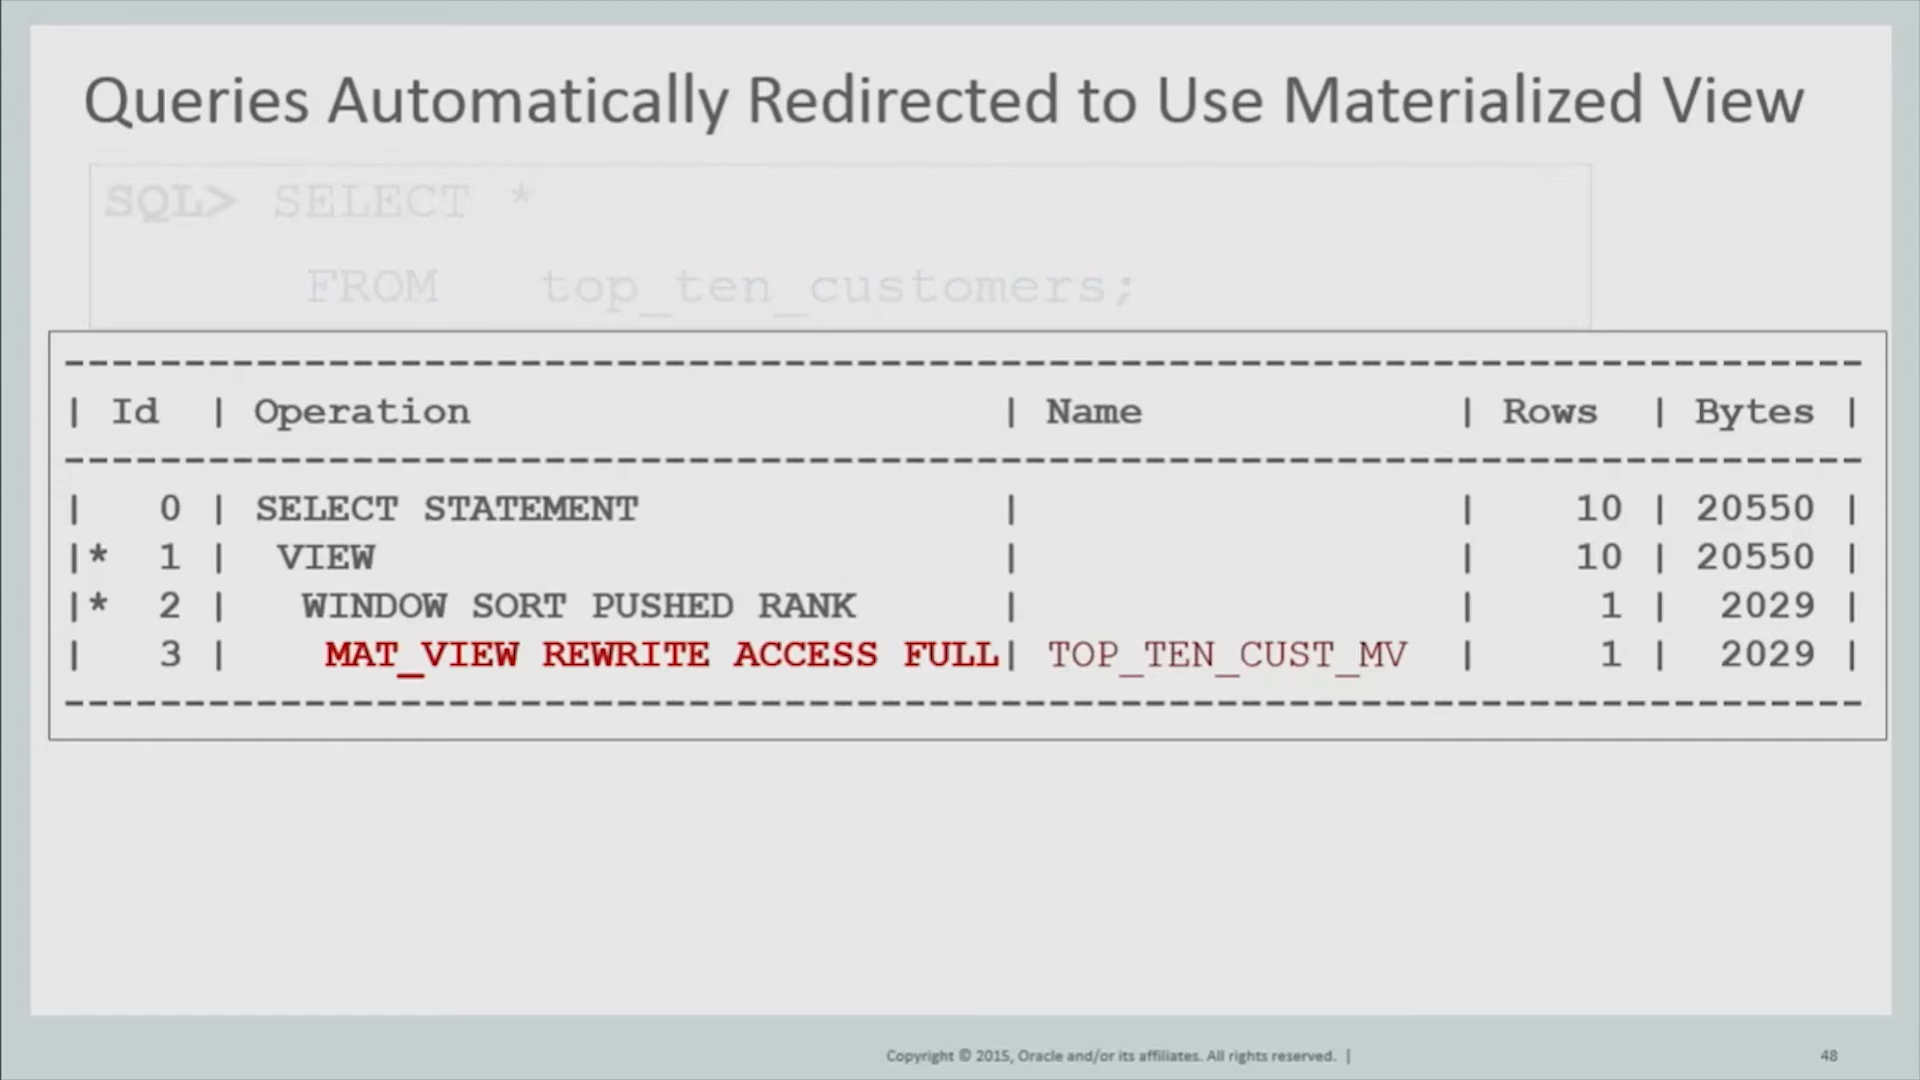 Queries Automatically Redirected to Use Materialized View
SQL> SELECT *
FROM top_ten_customers;
--------------------------------------------------------------------------
| Id | Operation | Name | Rows | Bytes |
--------------------------------------------------------------------------
| 0 | SELECT STATEMENT | | 10 | 20550 |
|* 1 | VIEW | | 10 | 20550 |
|* 2 | WINDOW SORT PUSHED RANK | | 1 | 2029 |
| 3 | MAT_VIEW REWRITE ACCESS FULL| TOP_TEN_CUST_MV | 1 | 2029 |
--------------------------------------------------------------------------
Copyright © 2015, Oracle and/or its affiliates. All rights reserved. |
48